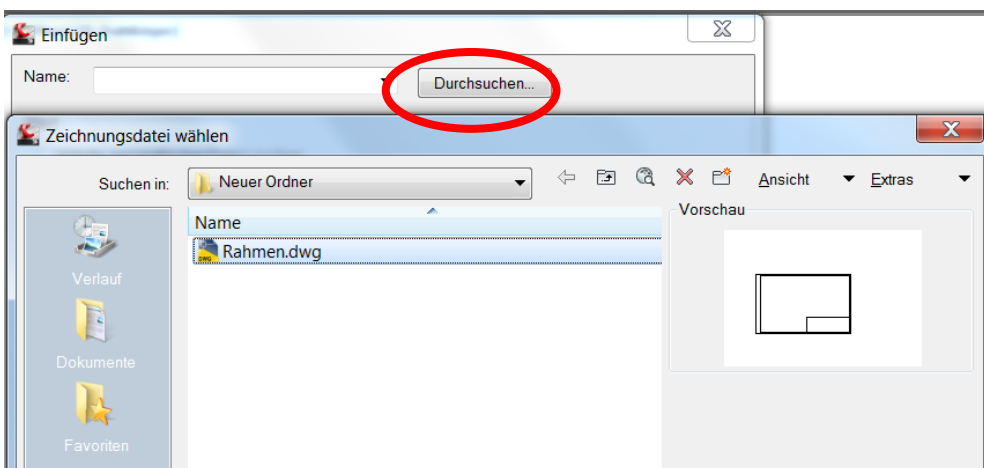 Einfügen
Name:
Durchsuchen...
Zeichnungsdatei wählen
Suchen in:
Neuer Ordner
Ansicht
Extras
Name
Vorschau
Rahmen.dwg
Verlauf
Dokumente
Favoriten